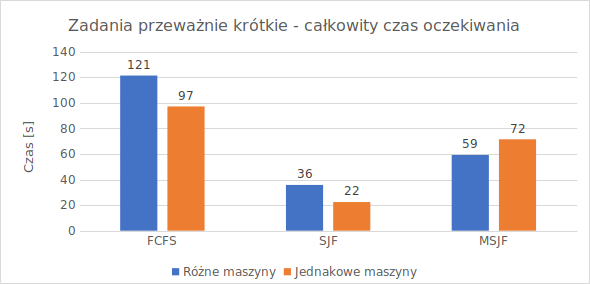 Zadania przeważnie krótkie - całkowity czas oczekiwania
Czas [s]
140
120
100
80
60
40
20
0
121
97
36
22
59
72
FCFS
SJF
MSJF
Różne maszyny
Jednakowe maszyny